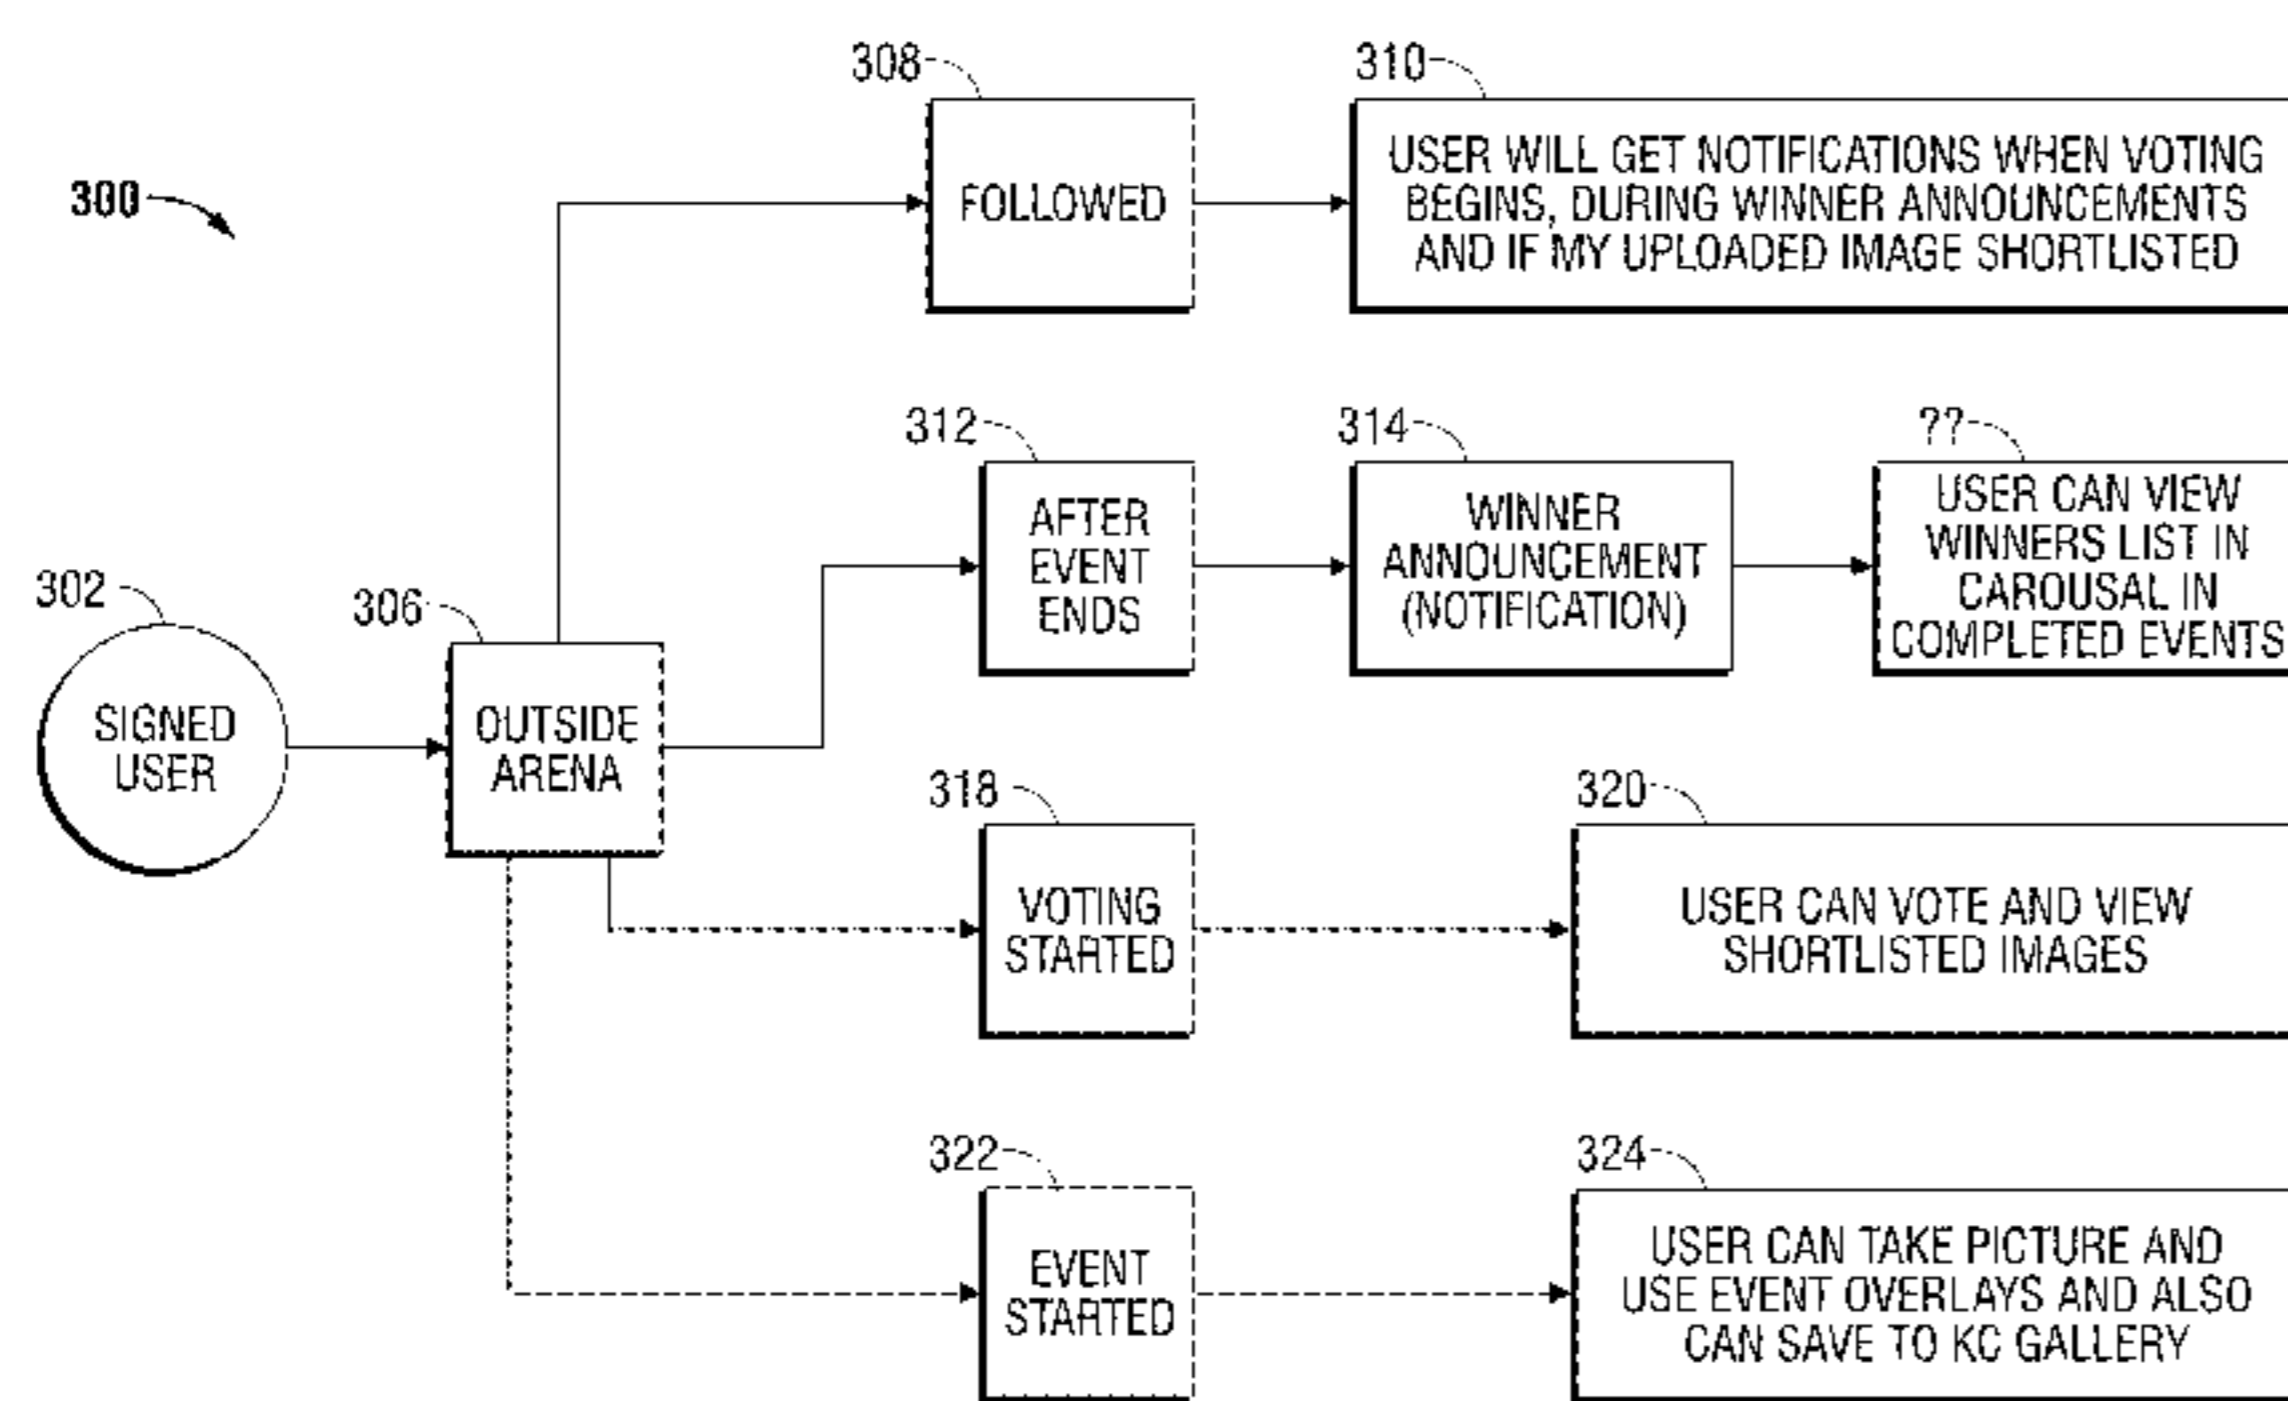 308
310
300
FOLLOWED
USER WILL GET NOTIFICATIONS WHEN VOTING
BEGINS, DURING WINNER ANNOUNCEMENTS
AND IF MY UPLOADED IMAGE SHORTLISTED
312
314
??
AFTER
EVENT
ENDS
WINNER
ANNOUNCEMENT
(NOTIFICATION)
USER CAN VIEW
WINNERS LIST IN
CAROUSAL IN
COMPLETED EVENTS
302
306
SIGNED
USER
OUTSIDE
ARENA
318
320
VOTING
STARTED
USER CAN VOTE AND VIEW
SHORTLISTED IMAGES
322
324
EVENT
STARTED
USER CAN TAKE PICTURE AND
USE EVENT OVERLAYS AND ALSO
CAN SAVE TO KC GALLERY